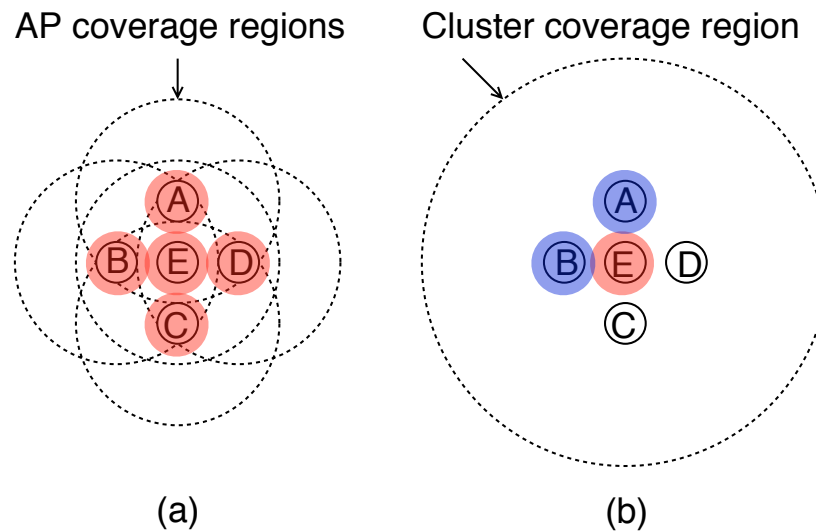 AP coverage regions
Cluster coverage region
A
B E D
C
A
B E D
C
(a)
(b)